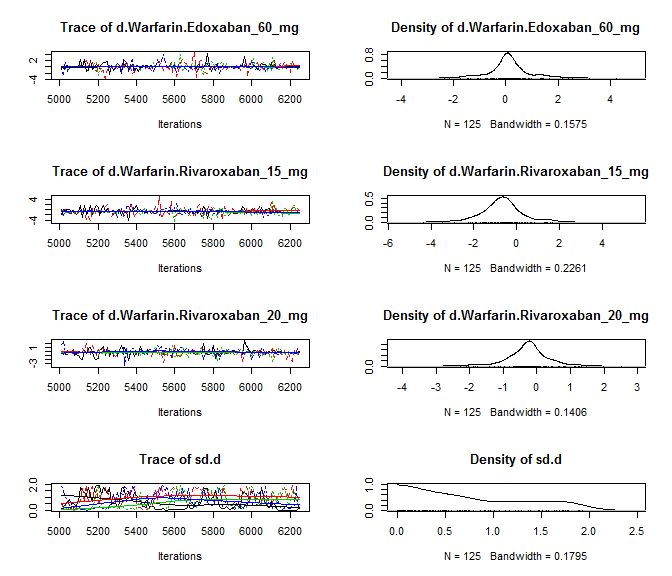 Trace of d.Warfarin.Edoxaban_60_mg
-4 2
5000 5200 5400 5600 5800 6000 6200
Iterations
Density of d.Warfarin.Edoxaban_60_mg
0.0 0.8
-4 -2 0 2 4
N = 125 Bandwidth = 0.1575
Trace of d.Warfarin.Rivaroxaban_15_mg
-4 4
5000 5200 5400 5600 5800 6000 6200
Iterations
Density of d.Warfarin.Rivaroxaban_15_mg
0.0 0.5
-6 -4 -2 0 2 4
N = 125 Bandwidth = 0.2261
Trace of d.Warfarin.Rivaroxaban_20_mg
-3 1
5000 5200 5400 5600 5800 6000 6200
Iterations
Density of d.Warfarin.Rivaroxaban_20_mg
0.0
-4 -3 -2 -1 0 1 2 3
N = 125 Bandwidth = 0.1406
Trace of sd.d
0.0 2.0
5000 5200 5400 5600 5800 6000 6200
Iterations
Density of sd.d
0.0 1.0
0.0 0.5 1.0 1.5 2.0 2.5
N = 125 Bandwidth = 0.1795